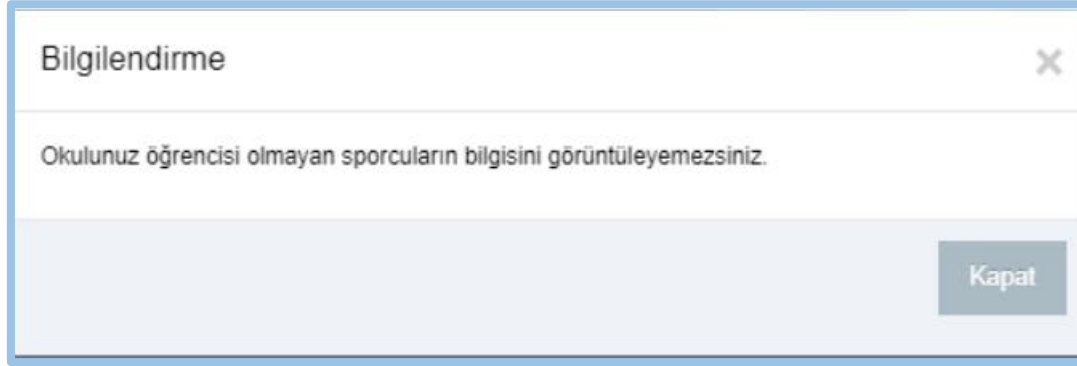 Bilgilendirme
Okulunuz öğrencisi olmayan sporcuların bilgisini görüntüleyemezsiniz.
Kapat